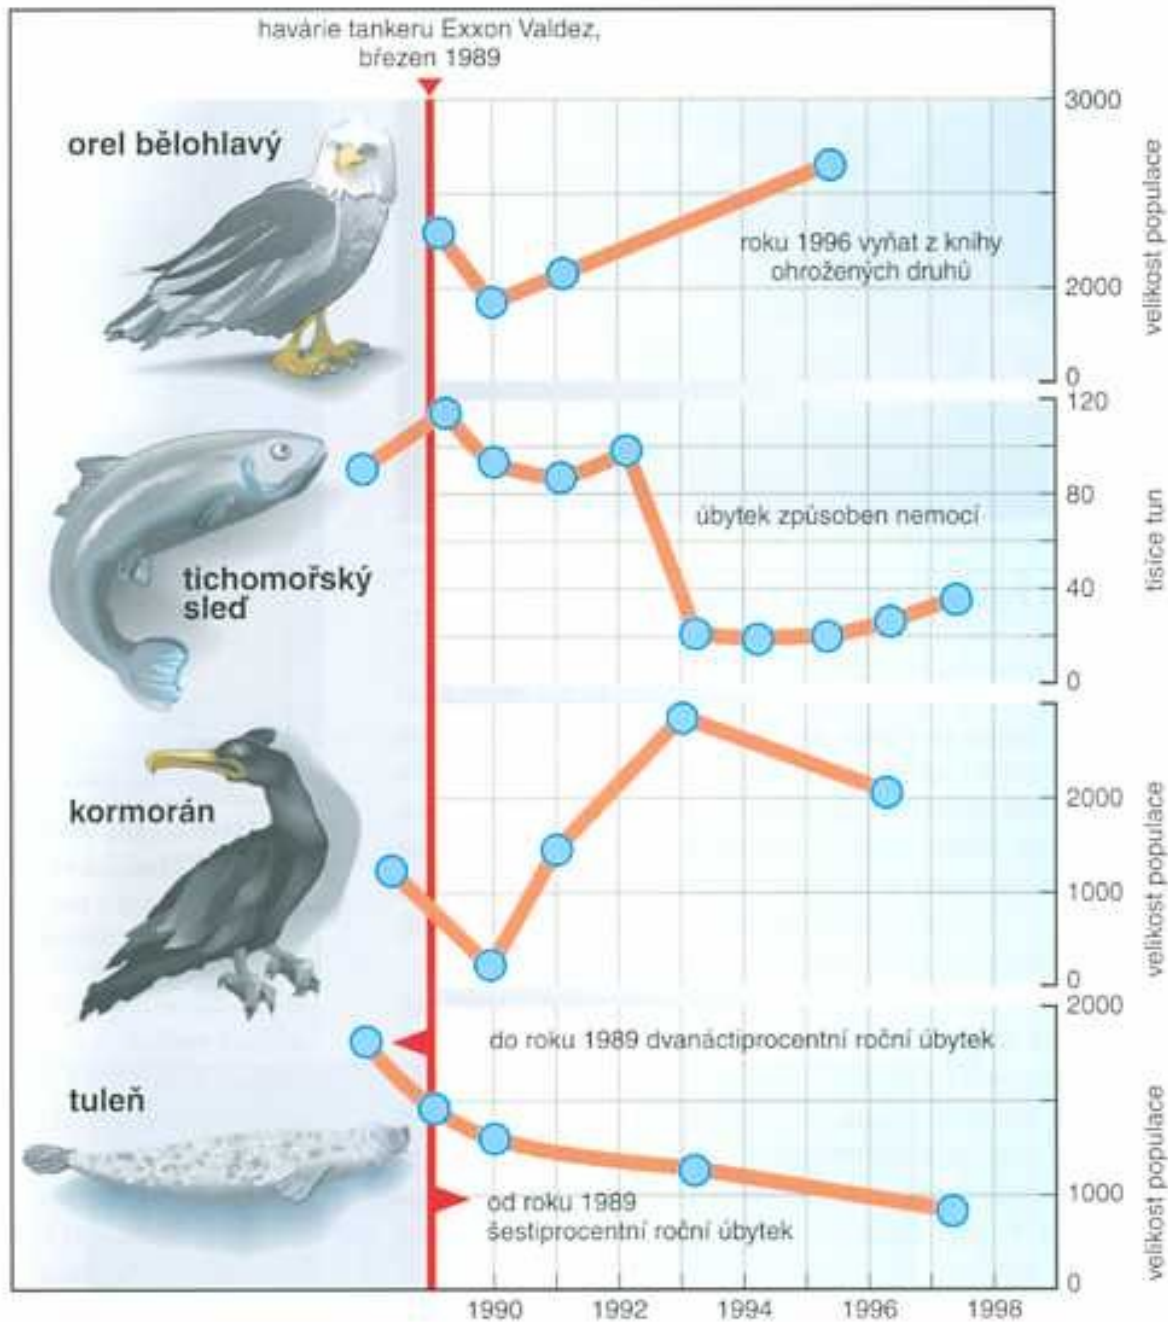 havárie tankeru Exxon Valdez,
březen 1989
orel bělohlavý
3000
2000
0
velikost populace
roku 1996 vyňat z knihy
ohrožených druhů
tichomořský
sleď
120
80
40
0
tisíce tun
úbytek způsoben nemocí
kormorán
2000
1000
0
velikost populace
tuleň
2000
1000
0
velikost populace
do roku 1989 dvanáctiprocentní roční úbytek
od roku 1989
šestiprocentní roční úbytek
1990
1992
1994
1996
1998